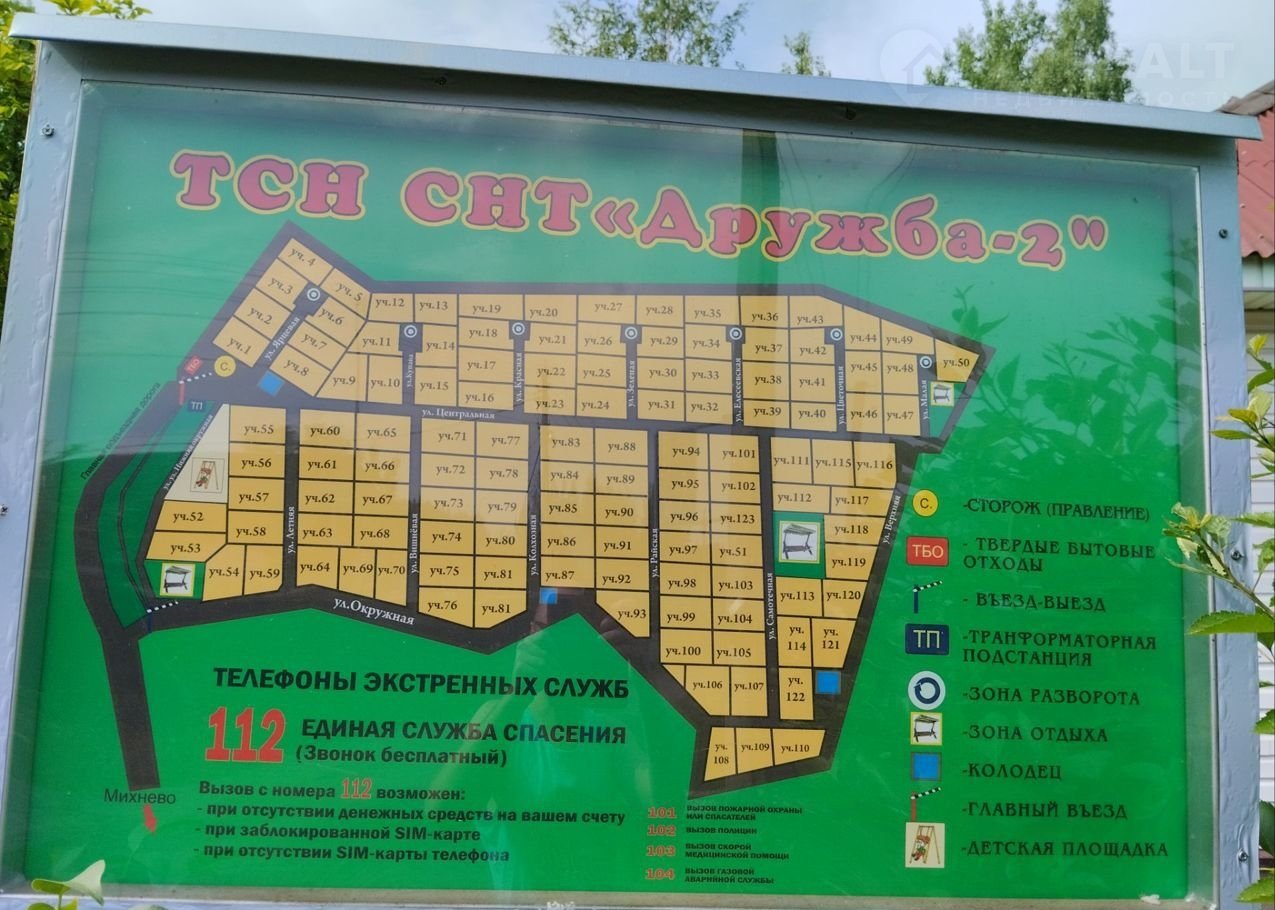 ALT
НЕДВИЖИМОСТЬ
ТСН СНТ «Дружба-2"
уч.4
уч.3
уч.5
уч.2
уч.6
уч.1
уч.7
уч.8
ул. Ярцевая
уч.12 уч.13 уч.19 уч.20 уч.27 уч.28 уч.35 уч.36 уч.43
уч.11 уч.14 уч.18 уч.21 уч.26 уч.29 уч.34 уч.37 уч.42 уч.44 уч.49
уч.17 уч.22 уч.25 уч.30 уч.33 уч.38 уч.41 уч.45 уч.48 уч.50
уч.9 уч.10 уч.15 уч.16 уч.23 уч.24 уч.31 уч.32 уч.39 уч.40 уч.46 уч.47
ул. Красная
ул. Зеленая
ул. Елесеевская
ул. Цветочная
ул. Малая
ТБО
С.
ТП
ул. Центральная
уч.55 уч.60 уч.65 уч.71 уч.77 уч.83 уч.88 уч.94 уч.101 уч.111 уч.115 уч.116
уч.56 уч.61 уч.66 уч.72 уч.78 уч.84 уч.89 уч.95 уч.102 уч.112 уч.117
уч.57 уч.62 уч.67 уч.73 уч.79 уч.85 уч.90 уч.96 уч.123 уч.118
уч.52 уч.58 уч.63 уч.68 уч.74 уч.80 уч.86 уч.91 уч.97 уч.51 уч.119
уч.53 уч.54 уч.59 уч.64 уч.69 уч.70 уч.75 уч.81 уч.87 уч.92 уч.98 уч.103 уч.113 уч.120
уч.76 уч.81 уч.93 уч.99 уч.104 уч.114 уч.121
уч.100 уч.105
уч.106 уч.107 уч.122
уч.108 уч.109 уч.110
ул. Летняя
ул. Вишнёвая
ул. Колхозная
ул. Райская
ул. Самотечная
ул. Верхняя
ул.Окружная
С. -СТОРОЖ (ПРАВЛЕНИЕ)
ТБО - ТВЕРДЫЕ БЫТОВЫЕ
ОТХОДЫ
- ВЪЕЗД-ВЫЕЗД
ТП -ТРАНФОРМАТОРНАЯ
ПОДСТАНЦИЯ
-ЗОНА РАЗВОРОТА
-ЗОНА ОТДЫХА
-КОЛОДЕЦ
-ГЛАВНЫЙ ВЪЕЗД
-ДЕТСКАЯ ПЛОЩАДКА
ТЕЛЕФОНЫ ЭКСТРЕННЫХ СЛУЖБ
112 ЕДИНАЯ СЛУЖБА СПАСЕНИЯ
(Звонок бесплатный)
Михнево
Вызов с номера 112 возможен:
- при отсутствии денежных средств на вашем счету
- при заблокированной SIM-карте
- при отсутствии SIM-карты телефона
101 ВЫЗОВ ПОЖАРНОЙ ОХРАНЫ
ИЛИ СПАСАТЕЛЕЙ
102 ВЫЗОВ ПОЛИЦИИ
103 ВЫЗОВ СКОРОЙ
МЕДИЦИНСКОЙ ПОМОЩИ
104 ВЫЗОВ ГАЗОВОЙ
АВАРИЙНОЙ СЛУЖБЫ